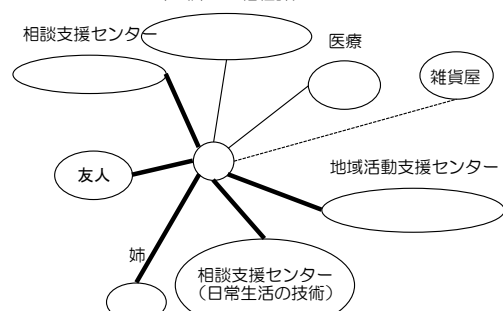 相談支援センター
医療
雑貨屋
友人
地域活動支援センター
姉
相談支援センター
（日常生活の技術）